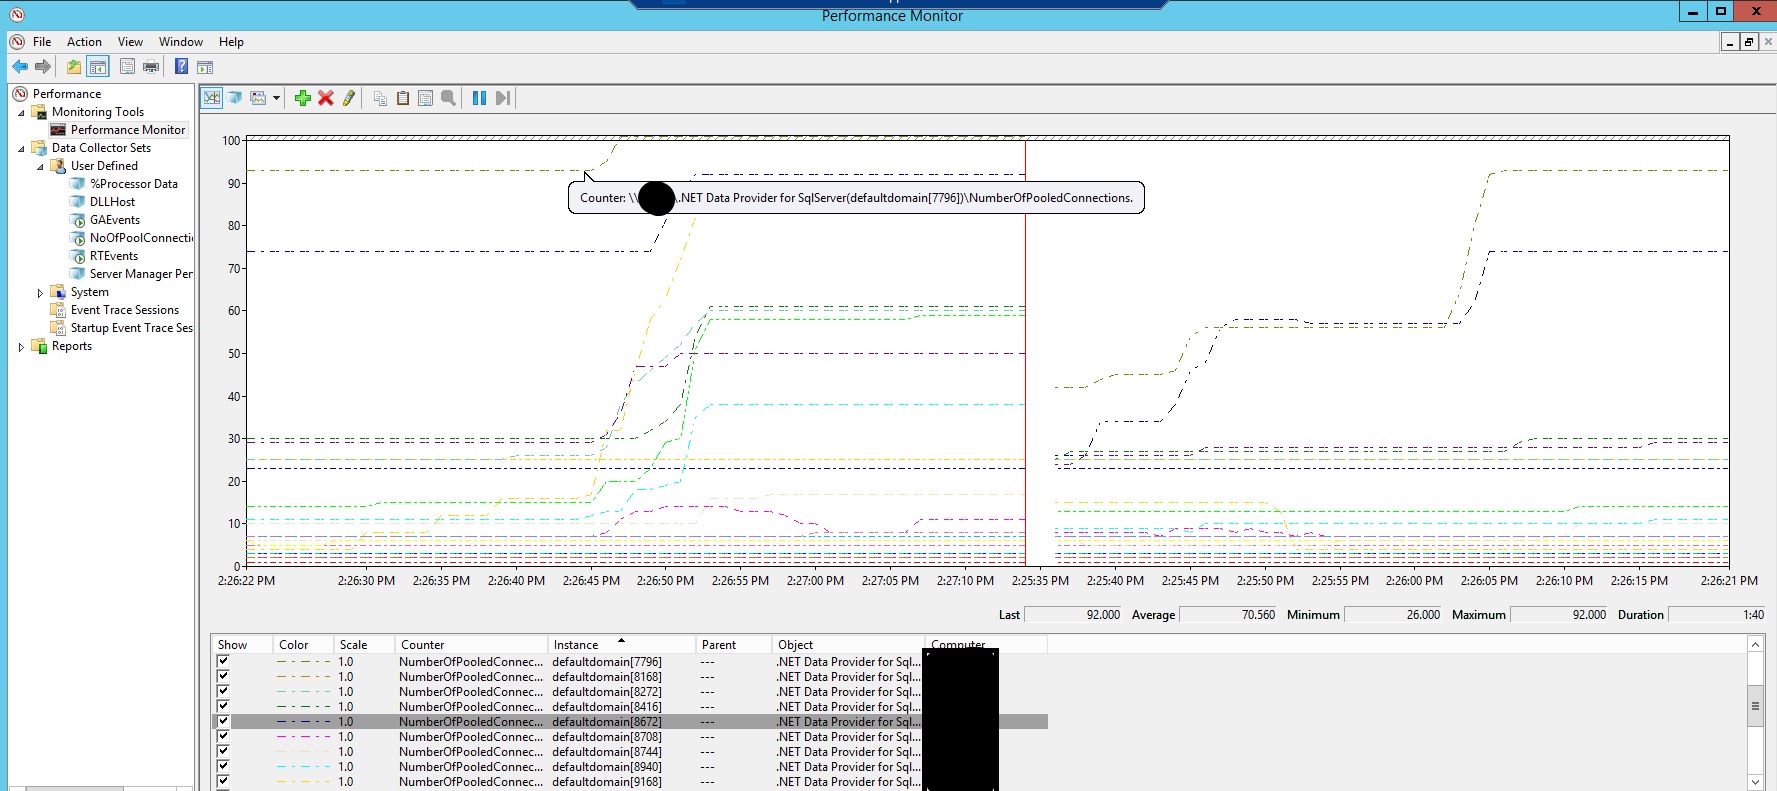 Performance Monitor
File Action View Window Help
Performance
Monitoring Tools
Performance Monitor
Data Collector Sets
User Defined
%Processor Data
DLLHost
GAEvents
NoOfPoolConnecti
RTEvents
Server Manager Per
System
Event Trace Sessions
Startup Event Trace Ses
Reports
100
90
80
70
60
50
40
30
20
10
0
Counter: \\ \.NET Data Provider for SqlServer(defaultdomain[7796])\NumberOfPooledConnections.
2:26:22 PM 2:26:30 PM 2:26:35 PM 2:26:40 PM 2:26:45 PM 2:26:50 PM 2:26:55 PM 2:27:00 PM 2:27:05 PM 2:27:10 PM 2:25:35 PM 2:25:40 PM 2:25:45 PM 2:25:50 PM 2:25:55 PM 2:26:00 PM 2:26:05 PM 2:26:10 PM 2:26:15 PM 2:26:21 PM
Last 92.000 Average 70.560 Minimum 26.000 Maximum 92.000 Duration 1:40
Show Color Scale Counter Instance Parent Object Computer
1.0 NumberOfPooledConnec... defaultdomain[7796] --- .NET Data Provider for Sql...
1.0 NumberOfPooledConnec... defaultdomain[8168] --- .NET Data Provider for Sql...
1.0 NumberOfPooledConnec... defaultdomain[8272] --- .NET Data Provider for Sql...
1.0 NumberOfPooledConnec... defaultdomain[8416] --- .NET Data Provider for Sql...
1.0 NumberOfPooledConnec... defaultdomain[8672] --- .NET Data Provider for Sql...
1.0 NumberOfPooledConnec... defaultdomain[8708] --- .NET Data Provider for Sql...
1.0 NumberOfPooledConnec... defaultdomain[8744] --- .NET Data Provider for Sql...
1.0 NumberOfPooledConnec... defaultdomain[8940] --- .NET Data Provider for Sql...
1.0 NumberOfPooledConnec... defaultdomain[9168] --- .NET Data Provider for Sql...